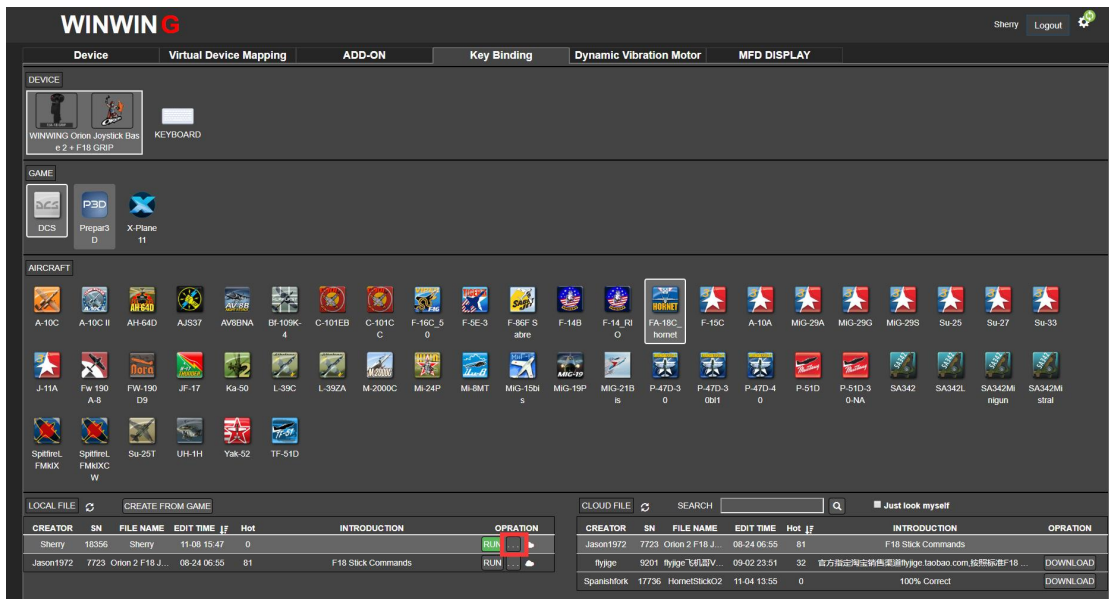 WINWING
Sherry Logout
Device Virtual Device Mapping ADD-ON Key Binding Dynamic Vibration Motor MFD DISPLAY
DEVICE
WINWING Orion Joystick Bas
e 2 + F18 GRIP
KEYBOARD
GAME
DCS
P3D
DCS Prepar3 X-Plane
D 11
AIRCRAFT
AH 64D AV 8B HORNET
A-10C A-10C II AH-64D AJS37 AV8BNA Bf-109K- C-101EB C-101C F-16C_5 F-5E-3 F-86F S F-14B F-14_RI FA-18C_ F-15C A-10A MiG-29A MiG-29G MiG-29S Su-25 Su-27 Su-33
4 C 0 abre O hornet
J-11A Fw 190 FW-190 JF-17 Ka-50 L-39C L-39ZA M-2000C Mi-24P Mi-8MT MiG-15bi MiG-19P MIG-21B P-47D-3 P-47D-3 P-47D-4 P-51D P-51D-3 SA342 SA342L SA342Mi SA342Mi
A-8 D9 s is 0 0bl1 0 0-NA nigun stral
SpitfireL SpitfireL Su-25T UH-1H Yak-52 TF-51D
FMkIX FMkIXC
W
LOCAL FILE CREATE FROM GAME CLOUD FILE SEARCH Just look myself
CREATOR SN FILE NAME EDIT TIME Hot INTRODUCTION OPRATION CREATOR SN FILE NAME EDIT TIME Hot INTRODUCTION OPRATION
Sherry 18356 Sherry 11-08 15:47 0 RUN ... Jason1972 7723 Orion 2 F18 J... 08-24 06:55 81 F18 Stick Commands
Jason1972 7723 Orion 2 F18 J... 08-24 06:55 81 F18 Stick Commands RUN ... flyjige 9201 flyjige飞机哥V... 09-02 23:51 32 官方指定淘宝销售渠道flyjige.taobao.com,按照标准F18 ... DOWNLOAD
Spanishfork 17736 HornetStickO2 11-04 13:55 0 100% Correct DOWNLOAD